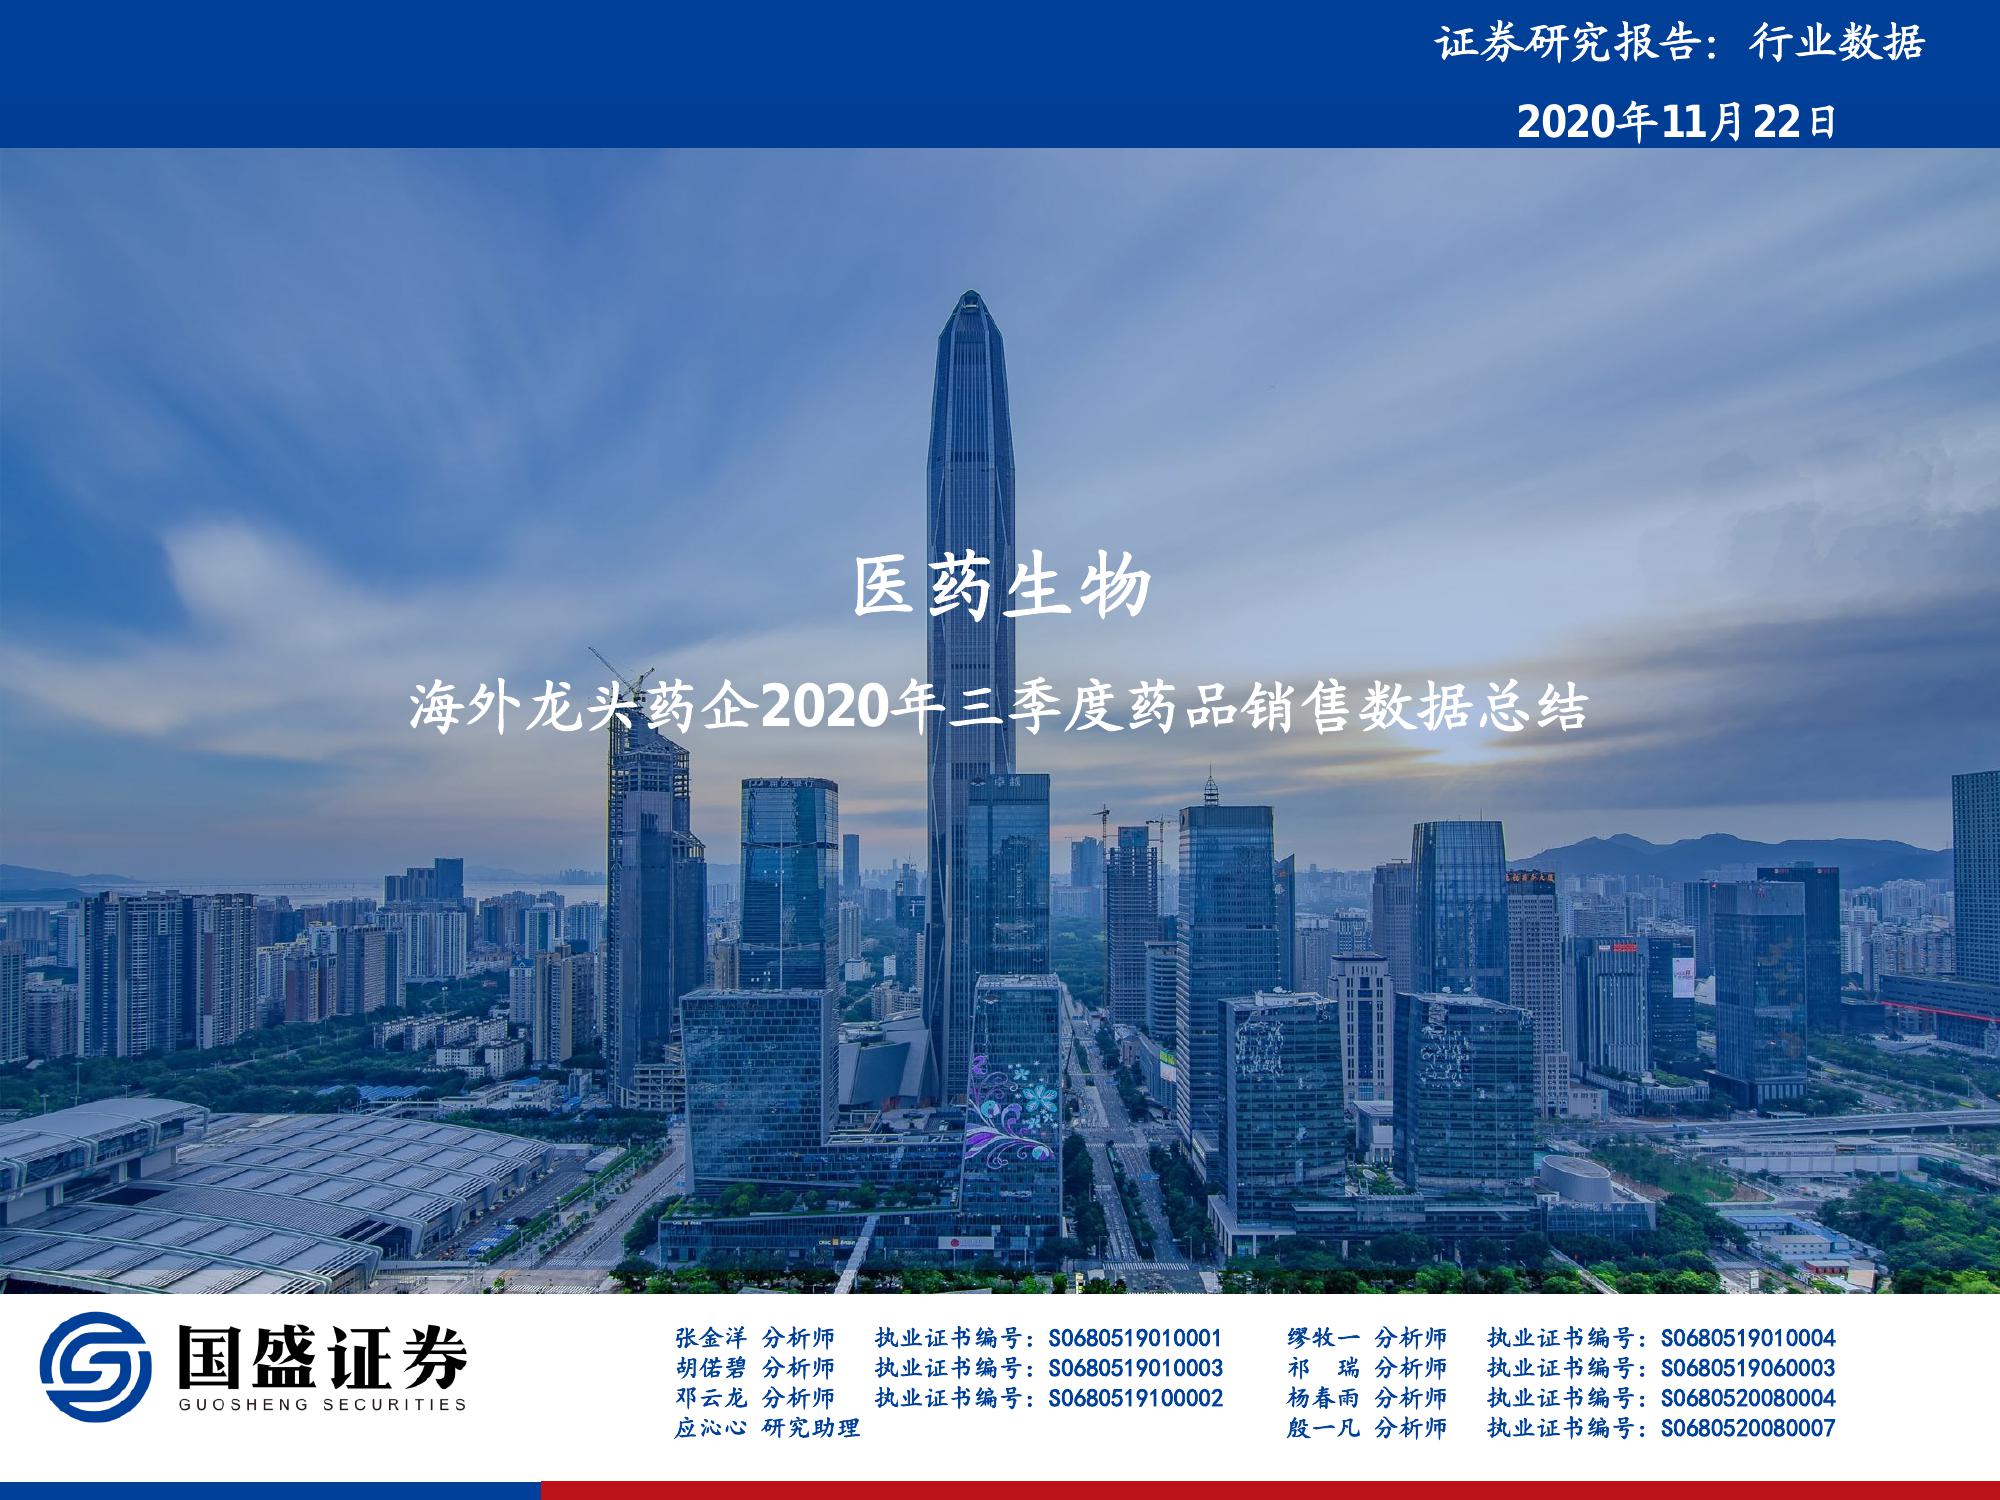 证券研究报告：行业数据
2020年11月22日
医药生物
海外龙头药企2020年三季度药品销售数据总结
卓越
国盛证券
GUOSHENG SECURITIES
张金洋 分析师 执业证书编号：S0680519010001
胡偌碧 分析师 执业证书编号：S0680519010003
邓云龙 分析师 执业证书编号：S0680519100002
应沁心 研究助理
缪牧一 分析师 执业证书编号：S0680519010004
祁 瑞 分析师 执业证书编号：S0680519060003
杨春雨 分析师 执业证书编号：S0680520080004
殷一凡 分析师 执业证书编号：S0680520080007